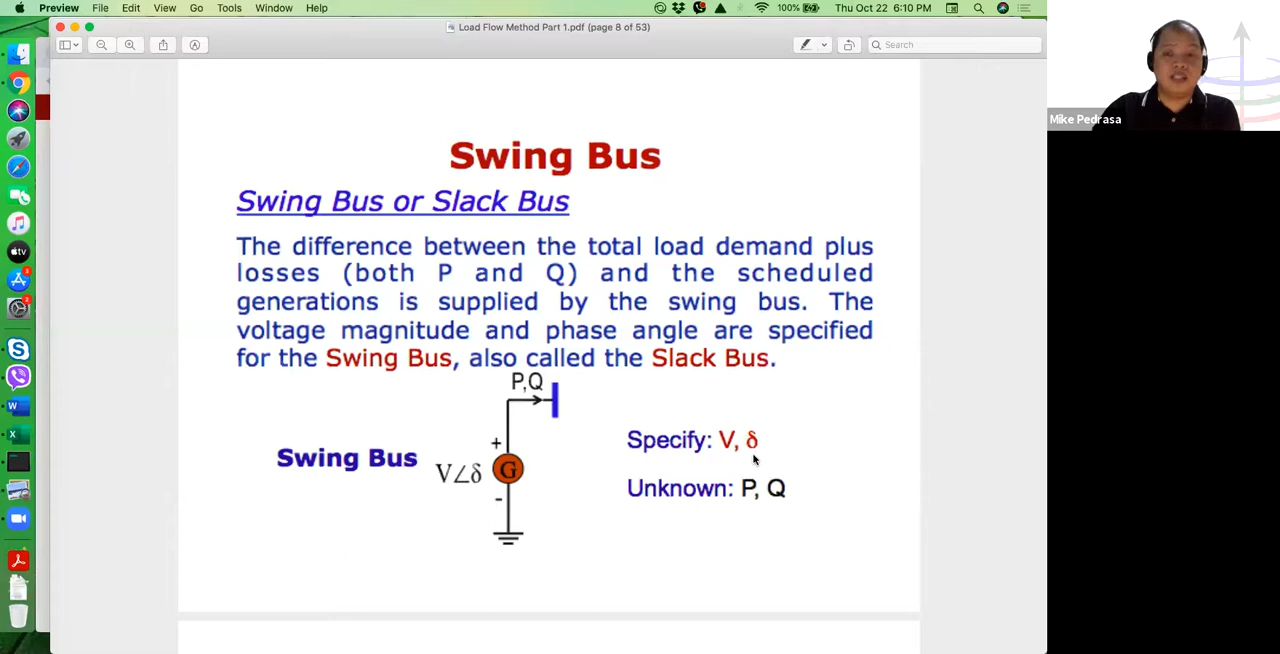 Preview File Edit View Go Tools Window Help 100% Thu Oct 22 6:10 PM
Load Flow Method Part 1.pdf (page 8 of 53)
Search
Mike Pedrasa
Swing Bus
Swing Bus or Slack Bus
The difference between the total load demand plus
losses (both P and Q) and the scheduled
generations is supplied by the swing bus. The
voltage magnitude and phase angle are specified
for the Swing Bus, also called the Slack Bus.
P,Q
+
Swing Bus V∠δ G
-
Specify: V, δ
Unknown: P, Q